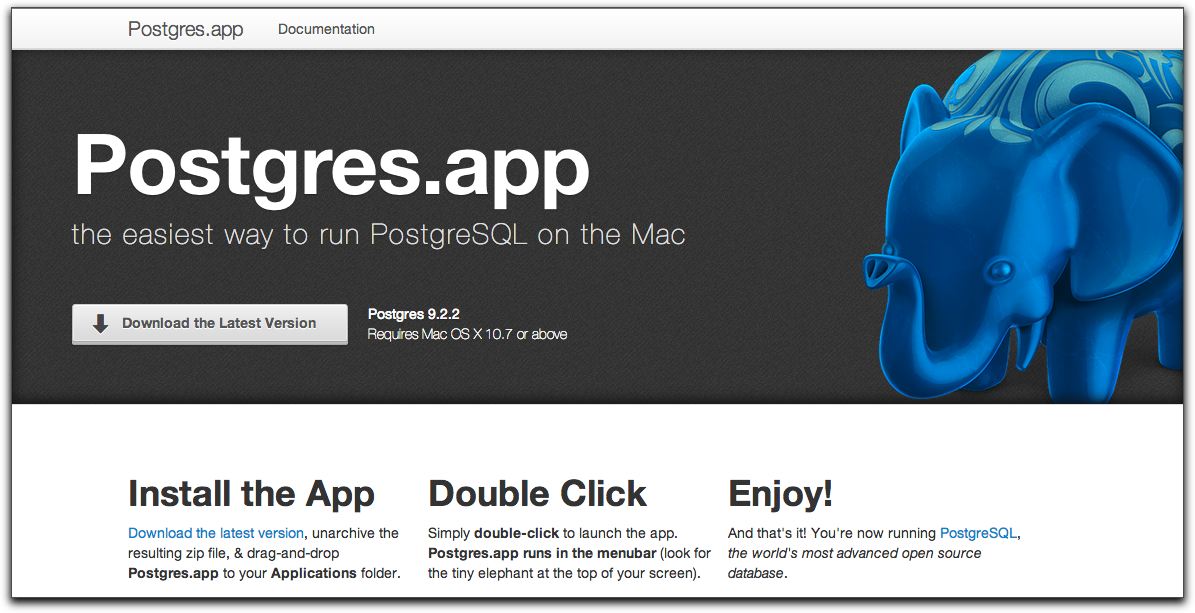 Postgres.app Documentation
Postgres.app
the easiest way to run PostgreSQL on the Mac
Download the Latest Version
Postgres 9.2.2
Requires Mac OS X 10.7 or above
Install the App
Download the latest version, unarchive the
resulting zip file, & drag-and-drop
Postgres.app to your Applications folder.
Double Click
Simply double-click to launch the app.
Postgres.app runs in the menubar (look for
the tiny elephant at the top of your screen).
Enjoy!
And that's it! You're now running PostgreSQL,
the world's most advanced open source
database.